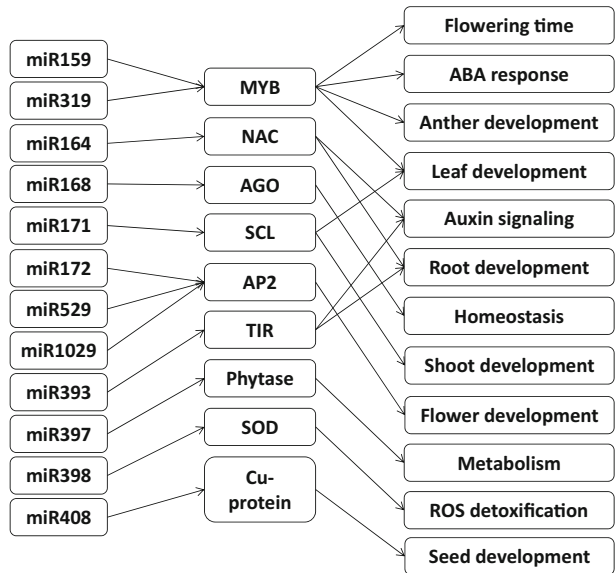 miR159
miR319
miR164
miR168
miR171
miR172
miR529
miR1029
miR393
miR397
miR398
miR408
MYB
NAC
AGO
SCL
AP2
TIR
Phytase
SOD
Cu-
protein
Flowering time
ABA response
Anther development
Leaf development
Auxin signaling
Root development
Homeostasis
Shoot development
Flower development
Metabolism
ROS detoxification
Seed development